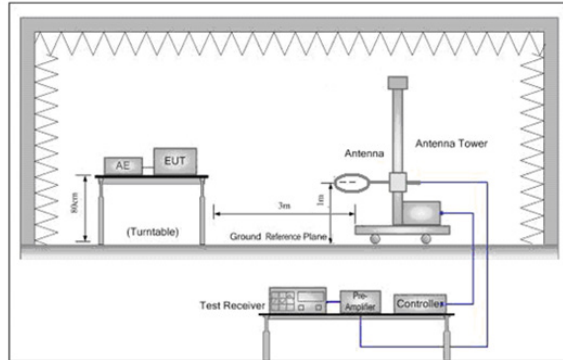 Antenna
Antenna Tower
AE
EUT
80cm
(Turntable)
3m
1m
Ground Reference Plane
Test Receiver
Pre-
Amplifier
Controller